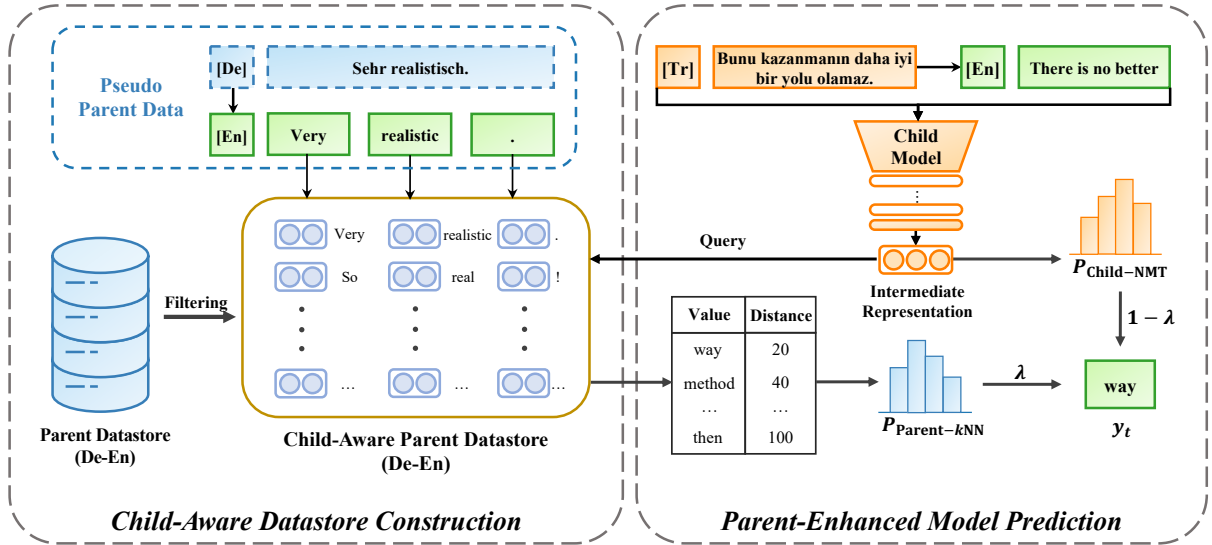 Pseudo
Parent Data
[De]
Sehr realistisch.
[En]
Very
realistic
.
Very
realistic
.
So
real
!
...
...
...
Filtering
Parent Datastore
(De-En)
Child-Aware Parent Datastore
(De-En)
Child-Aware Datastore Construction
[Tr]
Bunu kazanmanın daha iyi
bir yolu olamaz.
[En]
There is no better
Child
Model
Query
Intermediate
Representation
P_Child−NMT
1 − λ
Value Distance
way 20
method 40
... ...
then 100
P_Parent−kNN
λ
way
y_t
Parent-Enhanced Model Prediction